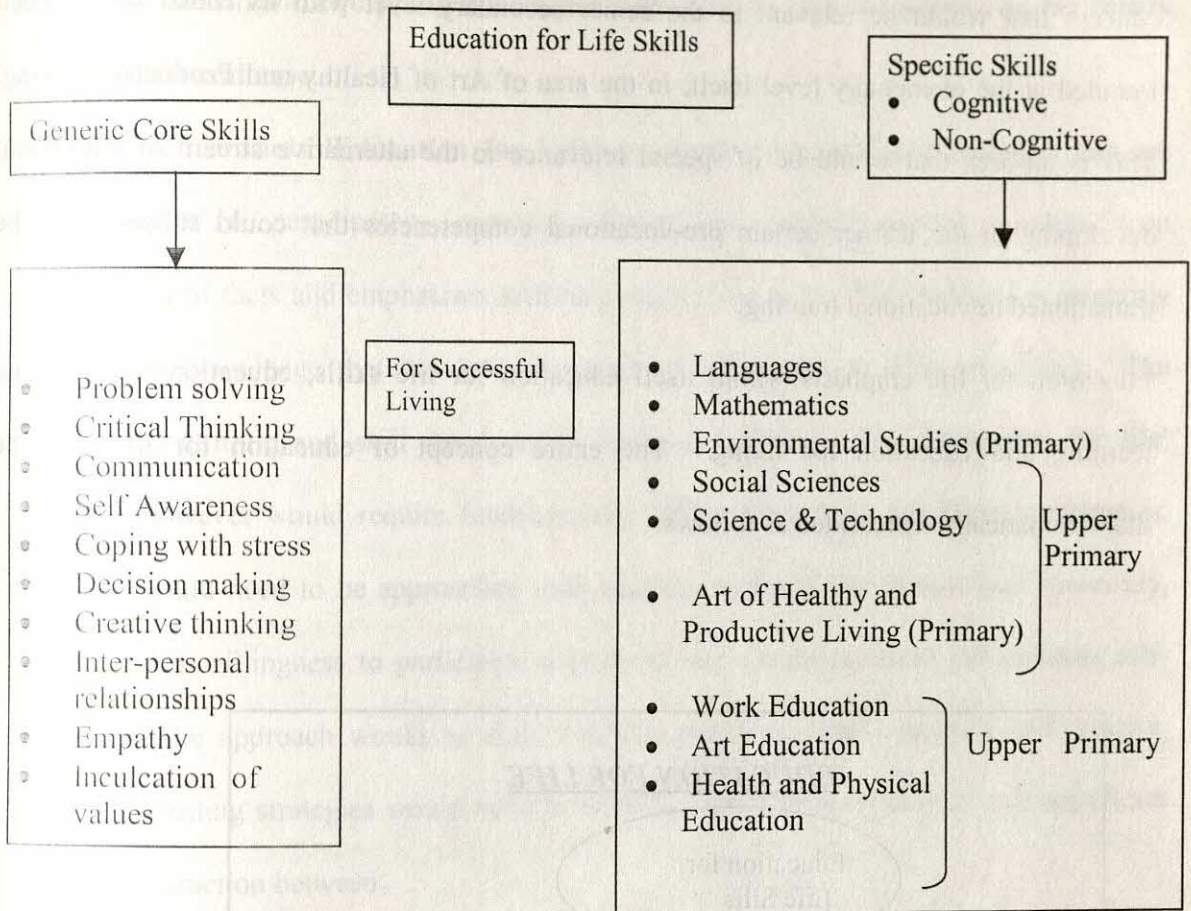 Education for Life Skills
Generic Core Skills
Specific Skills
• Cognitive
• Non-Cognitive
Problem solving
Critical Thinking
Communication
Self Awareness
Coping with stress
Decision making
Creative thinking
Inter-personal
relationships
Empathy
Inculcation of
values
For Successful
Living
• Languages
• Mathematics
• Environmental Studies (Primary)
• Social Sciences
• Science & Technology
Upper
Primary
• Art of Healthy and
Productive Living (Primary)
• Work Education
• Art Education
• Health and Physical
Education
Upper Primary